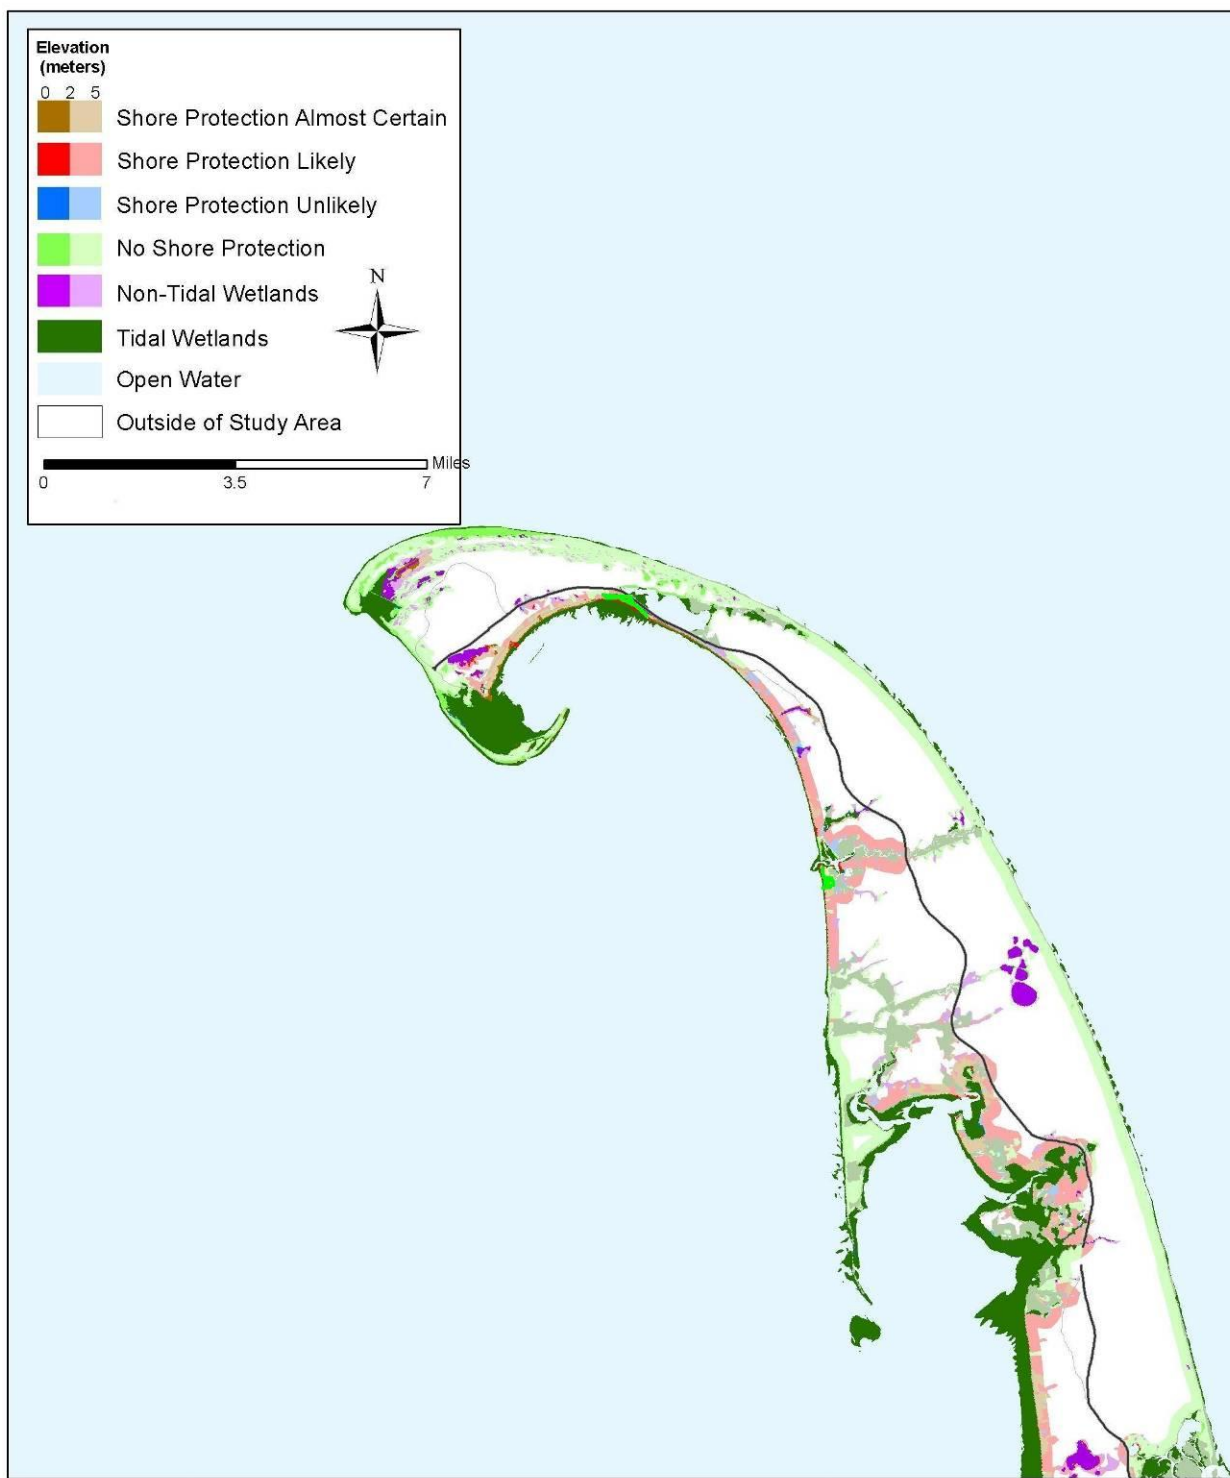 Elevation
(meters)
0 2 5
Shore Protection Almost Certain
Shore Protection Likely
Shore Protection Unlikely
No Shore Protection
N
Non-Tidal Wetlands
Tidal Wetlands
Open Water
Outside of Study Area
Miles
0 3.5 7